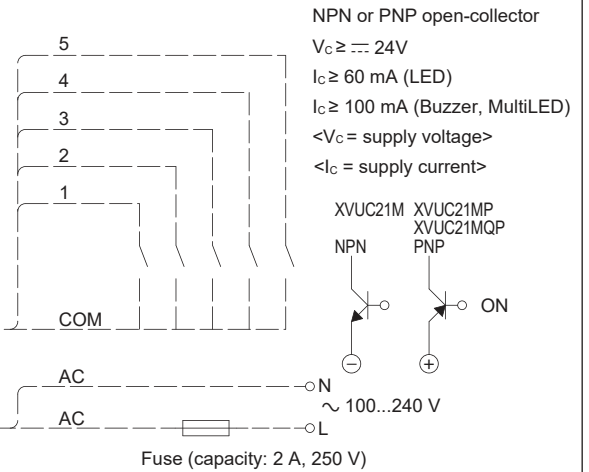 NPN or PNP open-collector
Vc ≥ ⎓ 24V
Ic ≥ 60 mA (LED)
Ic ≥ 100 mA (Buzzer, MultiLED)
<Vc = supply voltage>
<Ic = supply current>
5
4
3
2
1
COM
XVUC21M XVUC21MP
XVUC21MQP
NPN PNP
ON
−
+
AC
N
∼ 100...240 V
AC
L
Fuse (capacity: 2 A, 250 V)